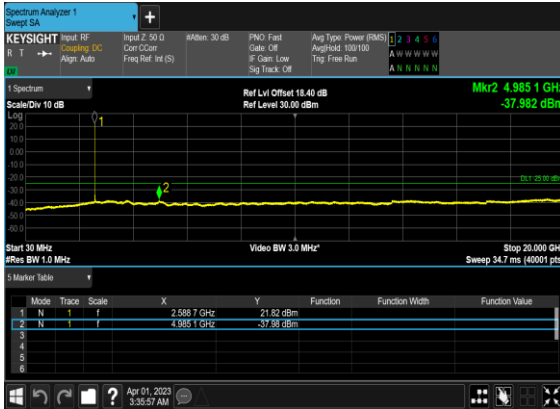 Spectrum Analyzer 1
Swept SA
+
KEYSIGHT Input: RF Input Z: 50 Ω #Atten: 30 dB PNO: Fast Avg Type: Power (RMS) 1 2 3 4 5 6
R T Coupling: DC Corr CCorr Gate: Off Avg|Hold: 100/100 A W W W W W
Align: Auto Freq Ref: Int (S) IF Gain: Low Trig: Free Run
Sig Track: Off A N N N N N
1 Spectrum
Scale/Div 10 dB
Ref Lvl Offset 18.40 dB
Ref Level 30.00 dBm
Mkr2 4.985 1 GHz
-37.982 dBm
Log
20.0
10.0
0.00
-10.0
-20.0
-30.0
-40.0
-50.0
-60.0
1
2
DL1 -25.00 dBm
Start 30 MHz Video BW 3.0 MHz* Stop 20.000 GHz
#Res BW 1.0 MHz Sweep 34.7 ms (40001 pts)
5 Marker Table
Mode Trace Scale X Y Function Function Width Function Value
1 N 1 f 2.588 7 GHz 21.82 dBm
2 N 1 f 4.985 1 GHz -37.98 dBm
3
4
5
6
? Apr 01, 2023
3:35:57 AM